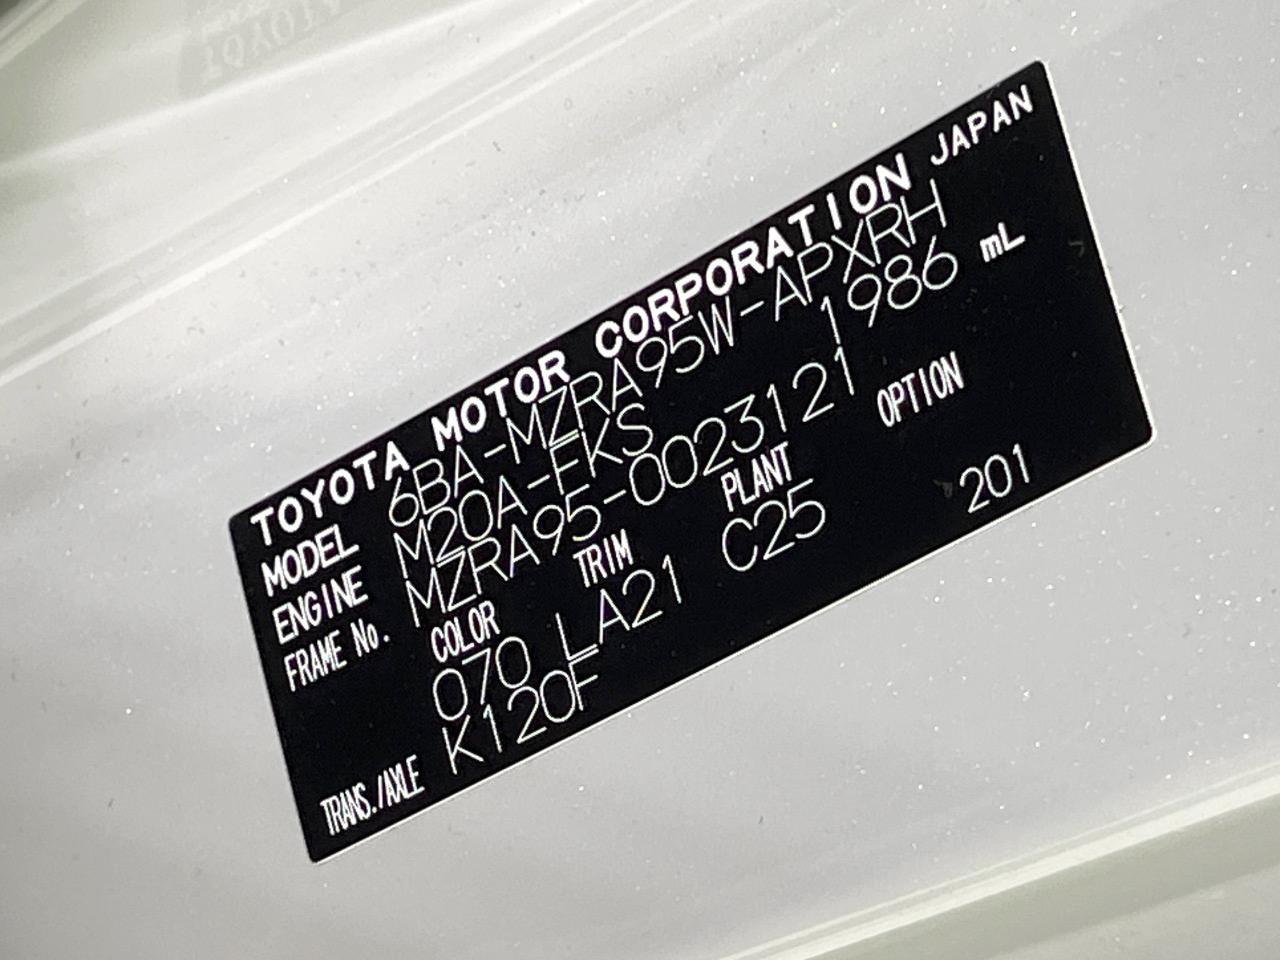 TOYOTA MOTOR CORPORATION JAPAN
MODEL 6BA-MZRA95W-APXRH
ENGINE M20A-FKS 1986 mL
FRAME No. MZRA95-0023121
COLOR TRIM PLANT OPTION
070 LA21 C25 201
TRANS./AXLE K120F